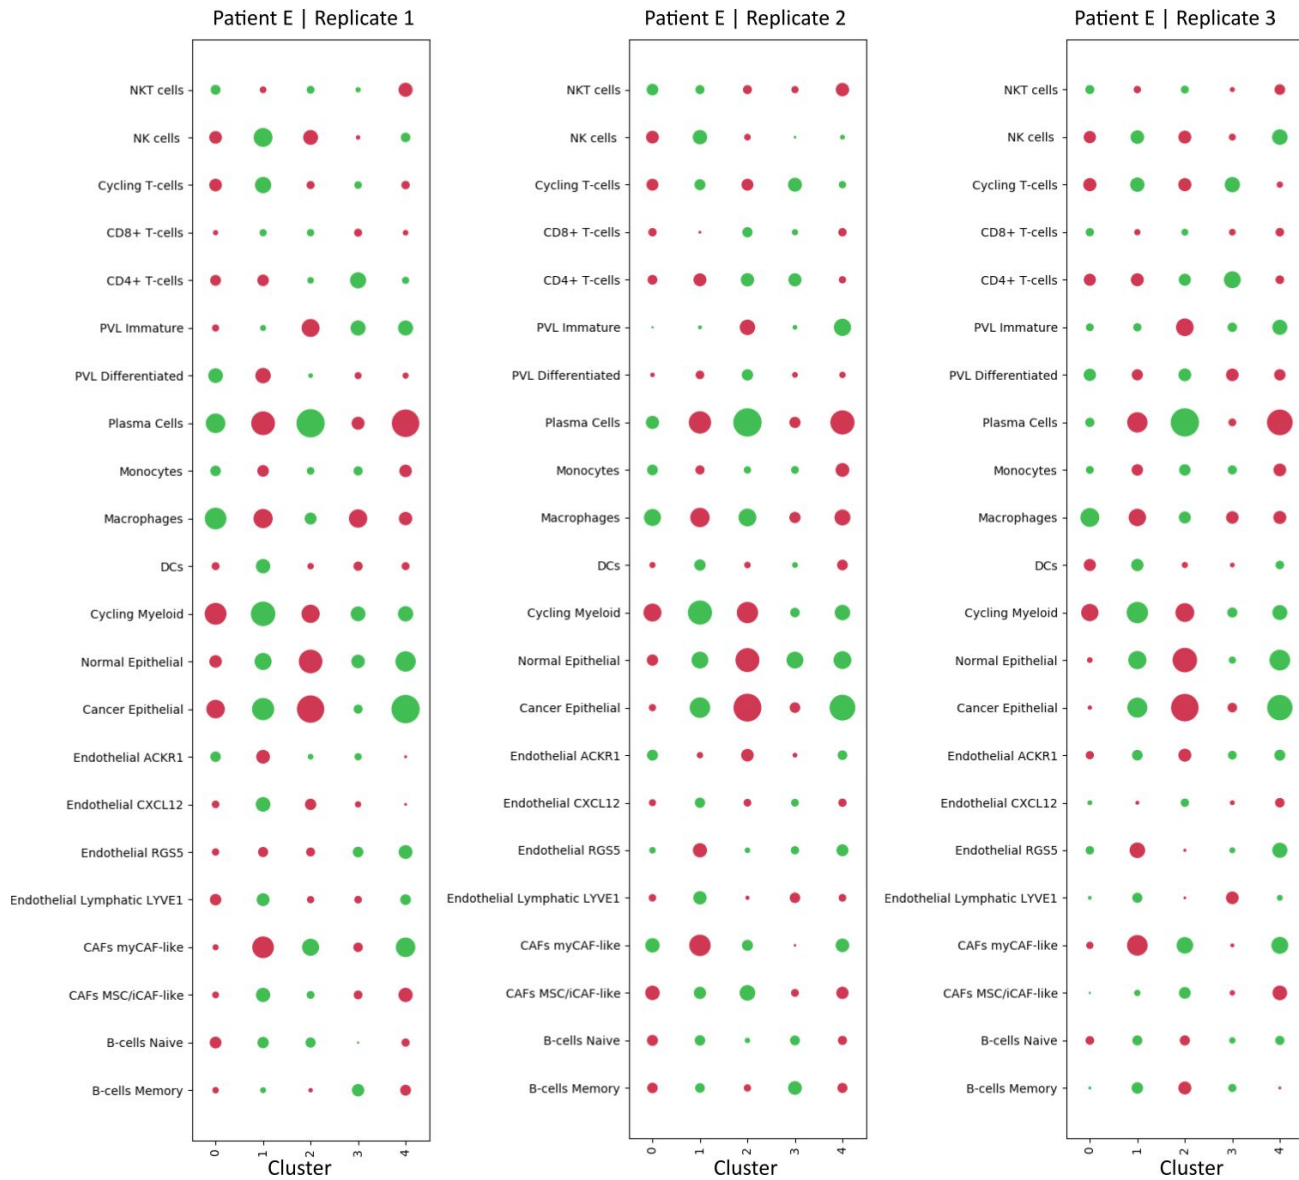 Patient E | Replicate 1
NKT cells
NK cells
Cycling T-cells
CD8+ T-cells
CD4+ T-cells
PVL Immature
PVL Differentiated
Plasma Cells
Monocytes
Macrophages
DCs
Cycling Myeloid
Normal Epithelial
Cancer Epithelial
Endothelial ACKR1
Endothelial CXCL12
Endothelial RGS5
Endothelial Lymphatic LYVE1
CAFs myCAF-like
CAFs MSC/iCAF-like
B-cells Naive
B-cells Memory
0 1 2 3 4
Cluster
Patient E | Replicate 2
NKT cells
NK cells
Cycling T-cells
CD8+ T-cells
CD4+ T-cells
PVL Immature
PVL Differentiated
Plasma Cells
Monocytes
Macrophages
DCs
Cycling Myeloid
Normal Epithelial
Cancer Epithelial
Endothelial ACKR1
Endothelial CXCL12
Endothelial RGS5
Endothelial Lymphatic LYVE1
CAFs myCAF-like
CAFs MSC/iCAF-like
B-cells Naive
B-cells Memory
0 1 2 3 4
Cluster
Patient E | Replicate 3
NKT cells
NK cells
Cycling T-cells
CD8+ T-cells
CD4+ T-cells
PVL Immature
PVL Differentiated
Plasma Cells
Monocytes
Macrophages
DCs
Cycling Myeloid
Normal Epithelial
Cancer Epithelial
Endothelial ACKR1
Endothelial CXCL12
Endothelial RGS5
Endothelial Lymphatic LYVE1
CAFs myCAF-like
CAFs MSC/iCAF-like
B-cells Naive
B-cells Memory
0 1 2 3 4
Cluster